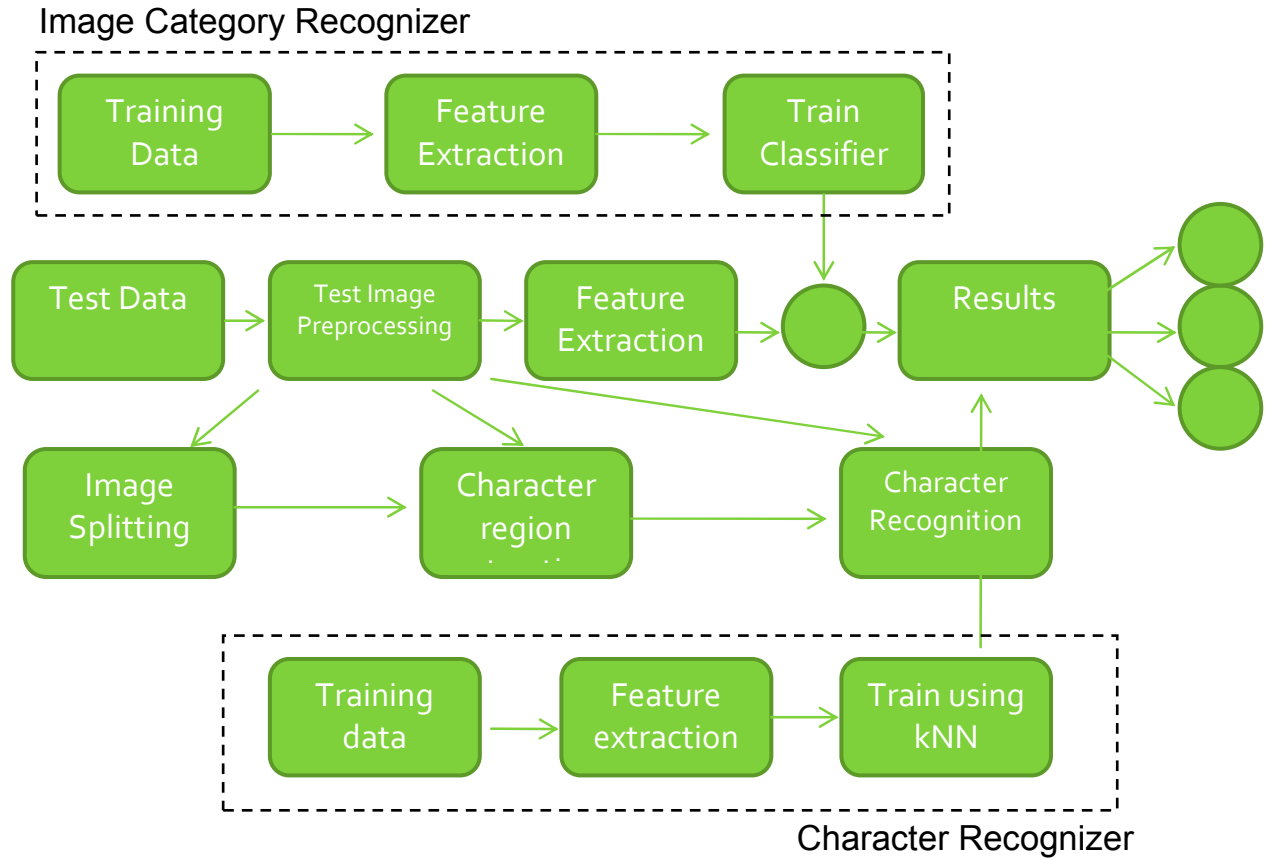 Image Category Recognizer
Training
Data
Feature
Extraction
Train
Classifier
Test Data
Test Image
Preprocessing
Feature
Extraction
Results
Image
Splitting
Character
region
Character
Recognition
Training
data
Feature
extraction
Train using
kNN
Character Recognizer